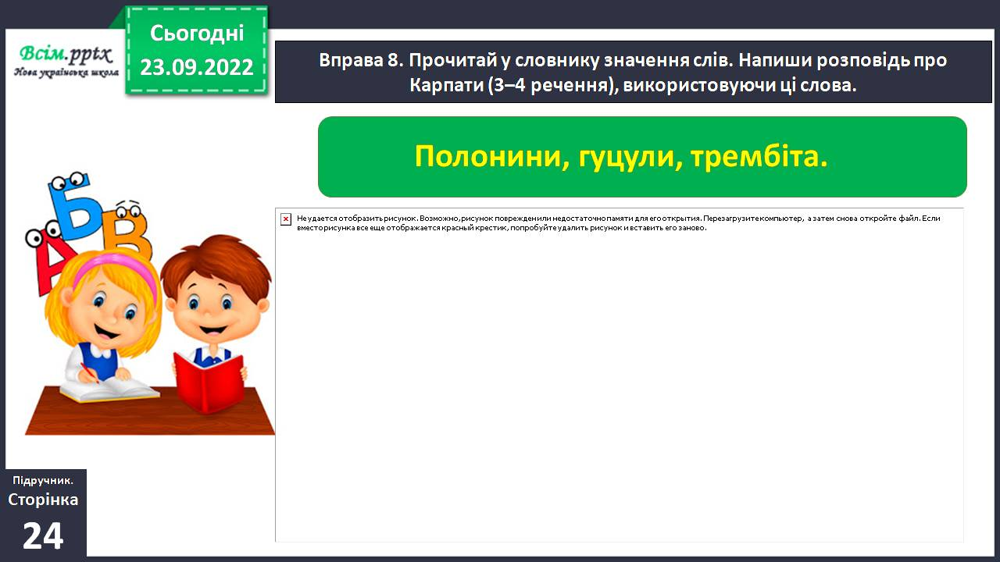 Всім.pptx
Нова українська школа
Сьогодні
23.09.2022
Вправа 8. Прочитай у словнику значення слів. Напиши розповідь про
Карпати (3–4 речення), використовуючи ці слова.
Полонини, гуцули, трембіта.
Не удается отобразить рисунок. Возможно, рисунок поврежден или недостаточно памяти для его открытия. Перезагрузите компьютер, а затем снова откройте файл. Если
вместо рисунка все еще отображается красный крестик, попробуйте удалить рисунок и вставить его заново.
А
Б
В
Підручник.
Сторінка
24